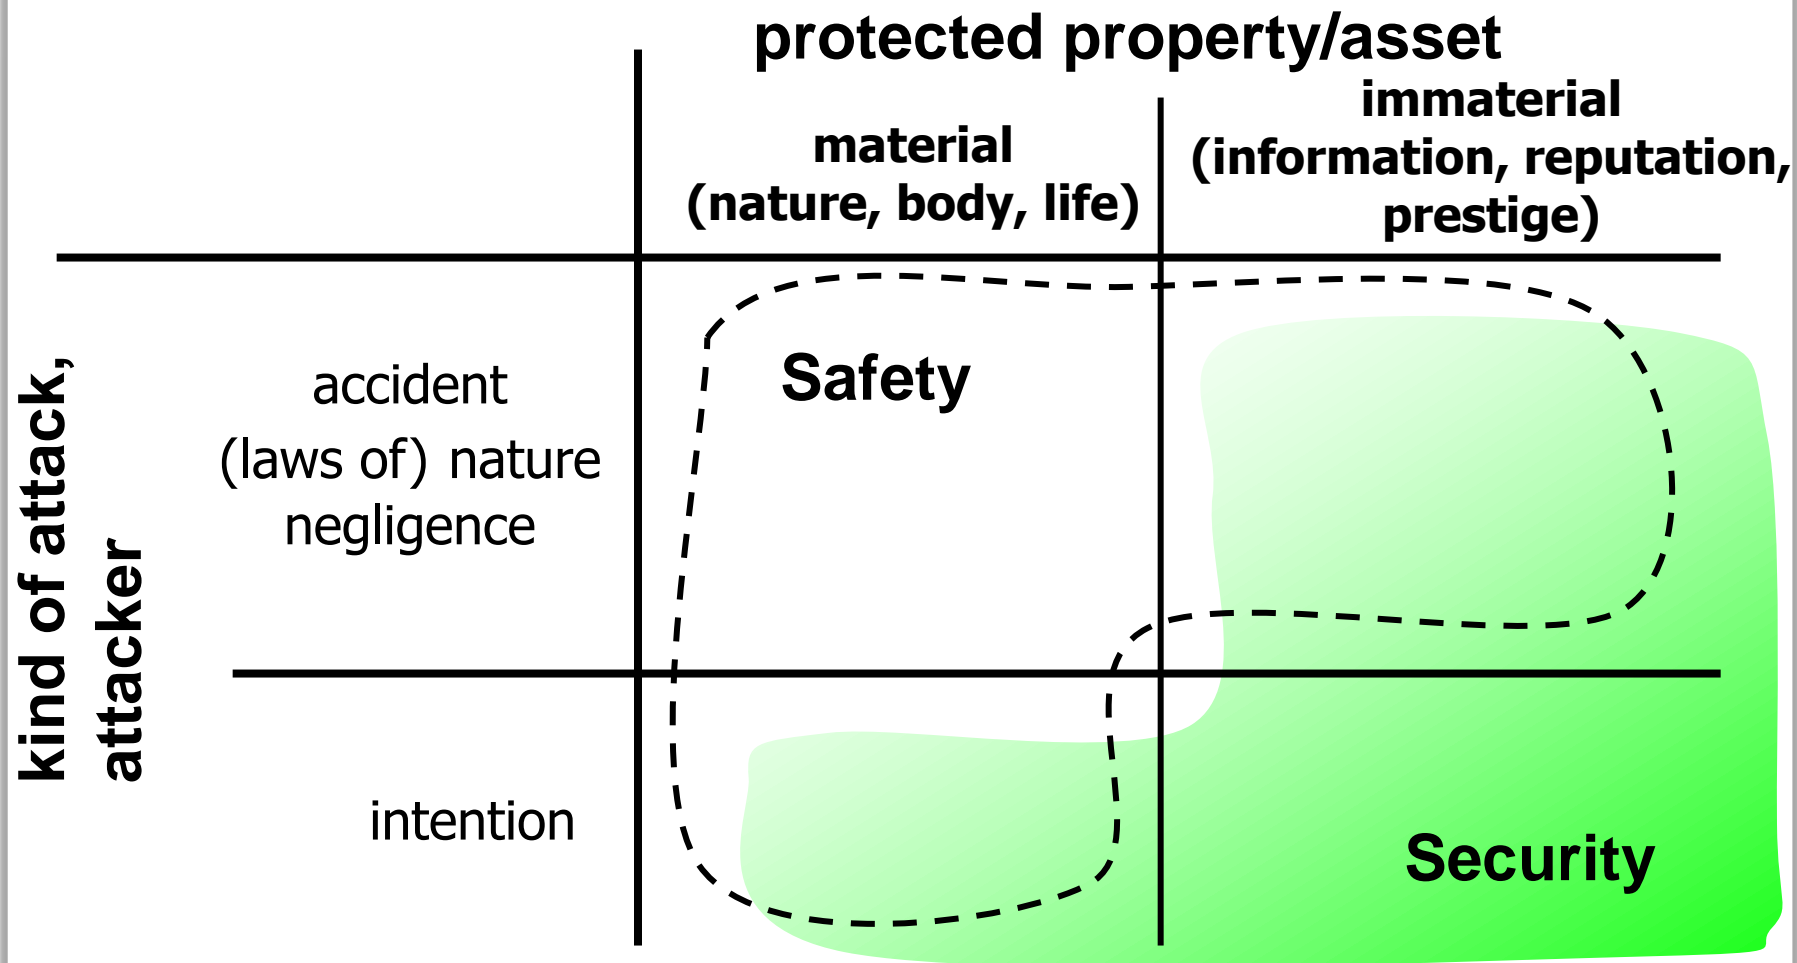 protected property/asset
material
(nature, body, life)
immaterial
(information, reputation,
prestige)
kind of attack,
attacker
accident
(laws of) nature
negligence
Safety
intention
Security